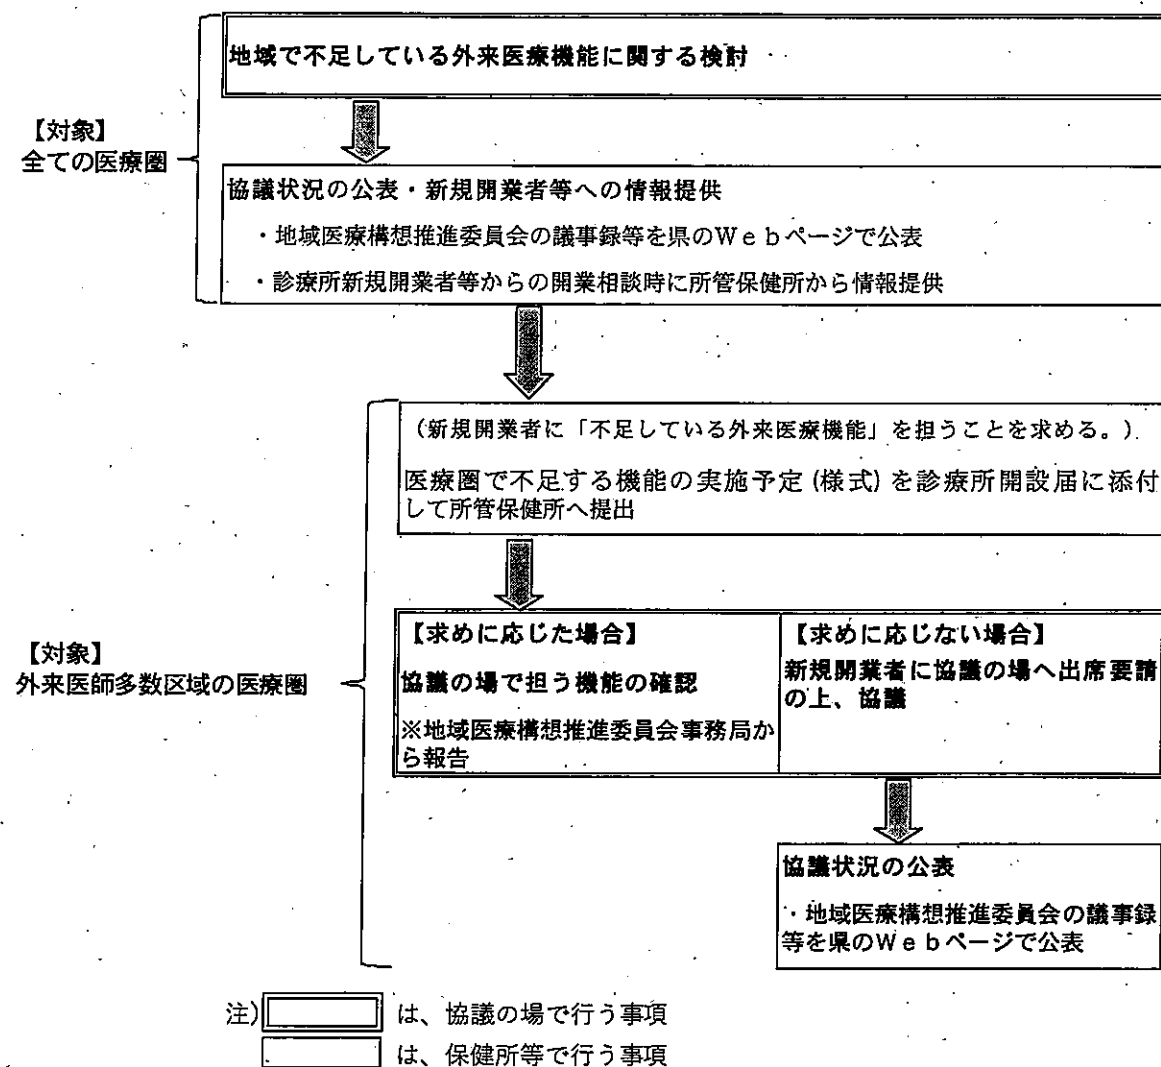 地域で不足している外来医療機能に関する検討
【対象】
全ての医療圏
協議状況の公表・新規開業者等への情報提供
・地域医療構想推進委員会の議事録等を県のWebページで公表
・診療所新規開業者等からの開業相談時に所管保健所から情報提供
（新規開業者に「不足している外来医療機能」を担うことを求める。）
医療圏で不足する機能の実施予定(様式)を診療所開設届に添付
して所管保健所へ提出
【対象】
外来医師多数区域の医療圏
【求めに応じた場合】
協議の場で担う機能の確認
※地域医療構想推進委員会事務局か
ら報告
【求めに応じない場合】
新規開業者に協議の場へ出席要請
の上、協議
協議状況の公表
・地域医療構想推進委員会の議事録
等を県のWebページで公表
注) は、協議の場で行う事項
は、保健所等で行う事項